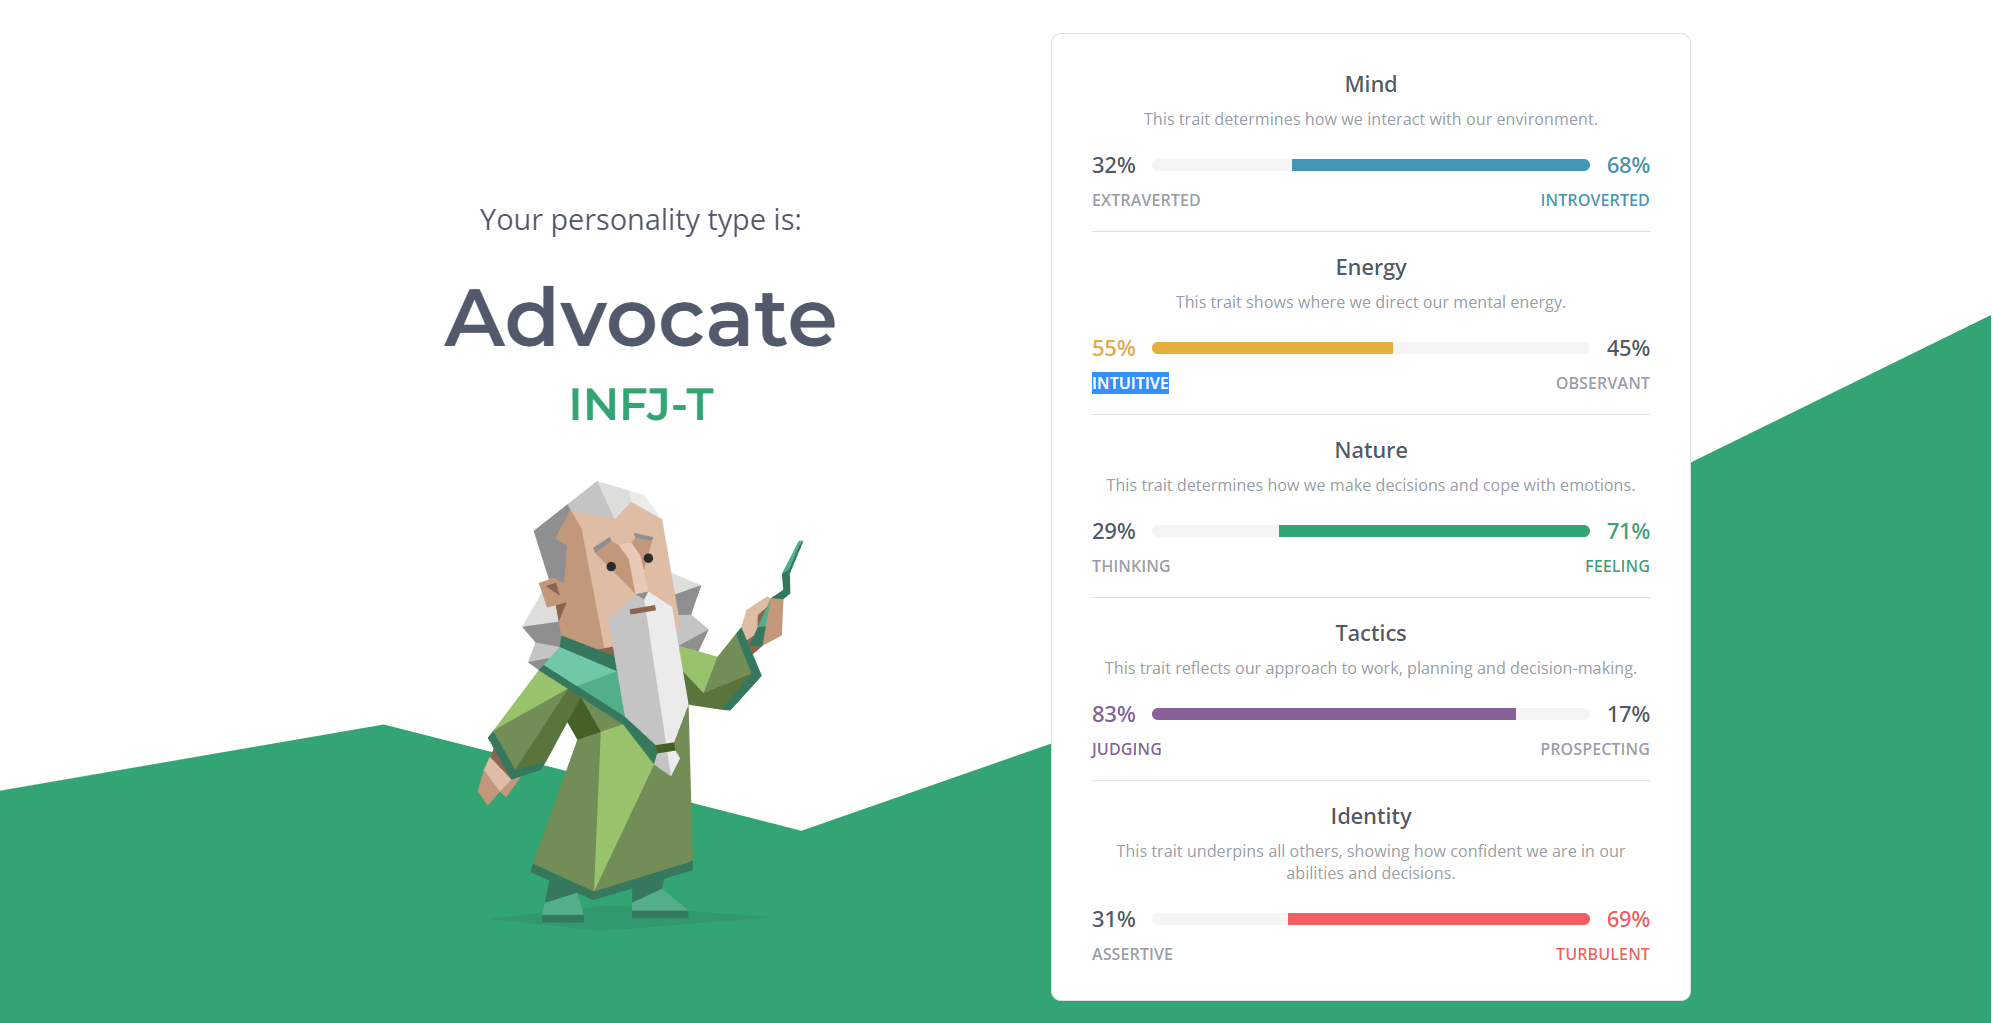 Your personality type is:
Advocate
INFJ-T
Mind
This trait determines how we interact with our environment.
32% 68%
EXTRAVERTED INTROVERTED
Energy
This trait shows where we direct our mental energy.
55% 45%
INTUITIVE OBSERVANT
Nature
This trait determines how we make decisions and cope with emotions.
29% 71%
THINKING FEELING
Tactics
This trait reflects our approach to work, planning and decision-making.
83% 17%
JUDGING PROSPECTING
Identity
This trait underpins all others, showing how confident we are in our
abilities and decisions.
31% 69%
ASSERTIVE TURBULENT